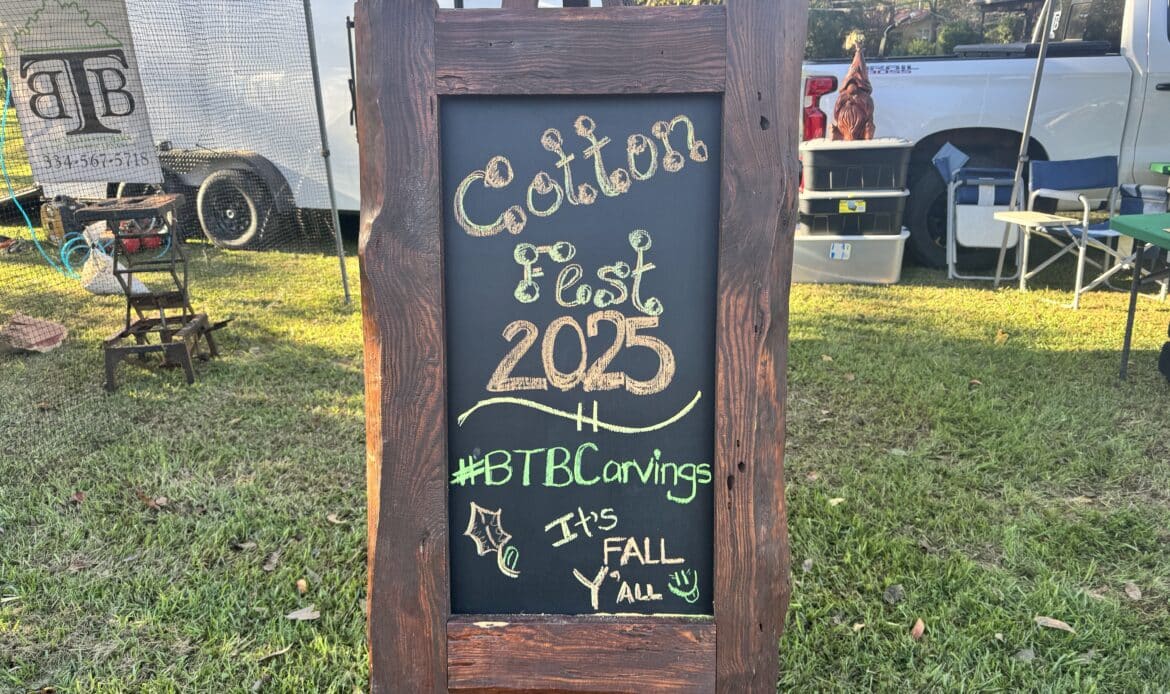 BTB
334-567-5718
Cotton
Fest
2025
#BTBCarvings
It's
FALL
Y'ALL